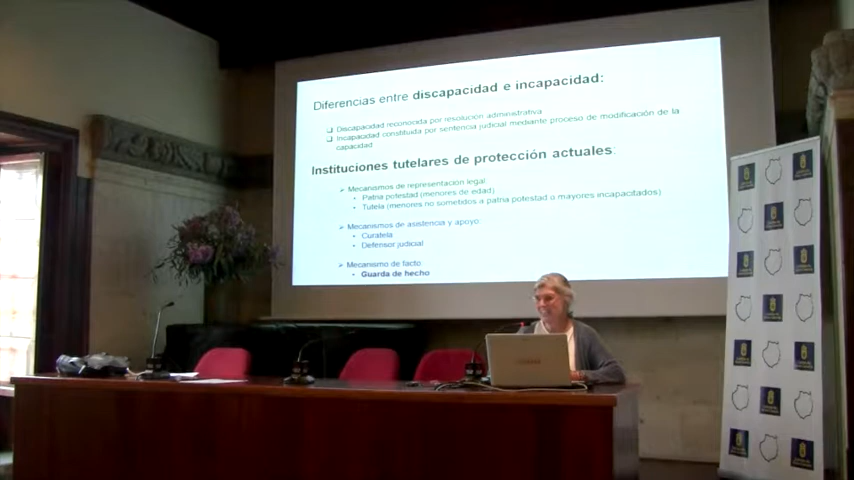 Diferencias entre discapacidad e incapacidad:
❑ Discapacidad reconocida por resolución administrativa
❑ Incapacidad constituida por sentencia judicial mediante proceso de modificación de la
capacidad
Instituciones tutelares de protección actuales:
➢ Mecanismos de representación legal:
• Patria potestad (menores de edad)
• Tutela (menores no sometidos a patria potestad o mayores incapacitados)
➢ Mecanismos de asistencia y apoyo:
• Curatela
• Defensor judicial
➢ Mecanismo de facto
• Guarda de hecho